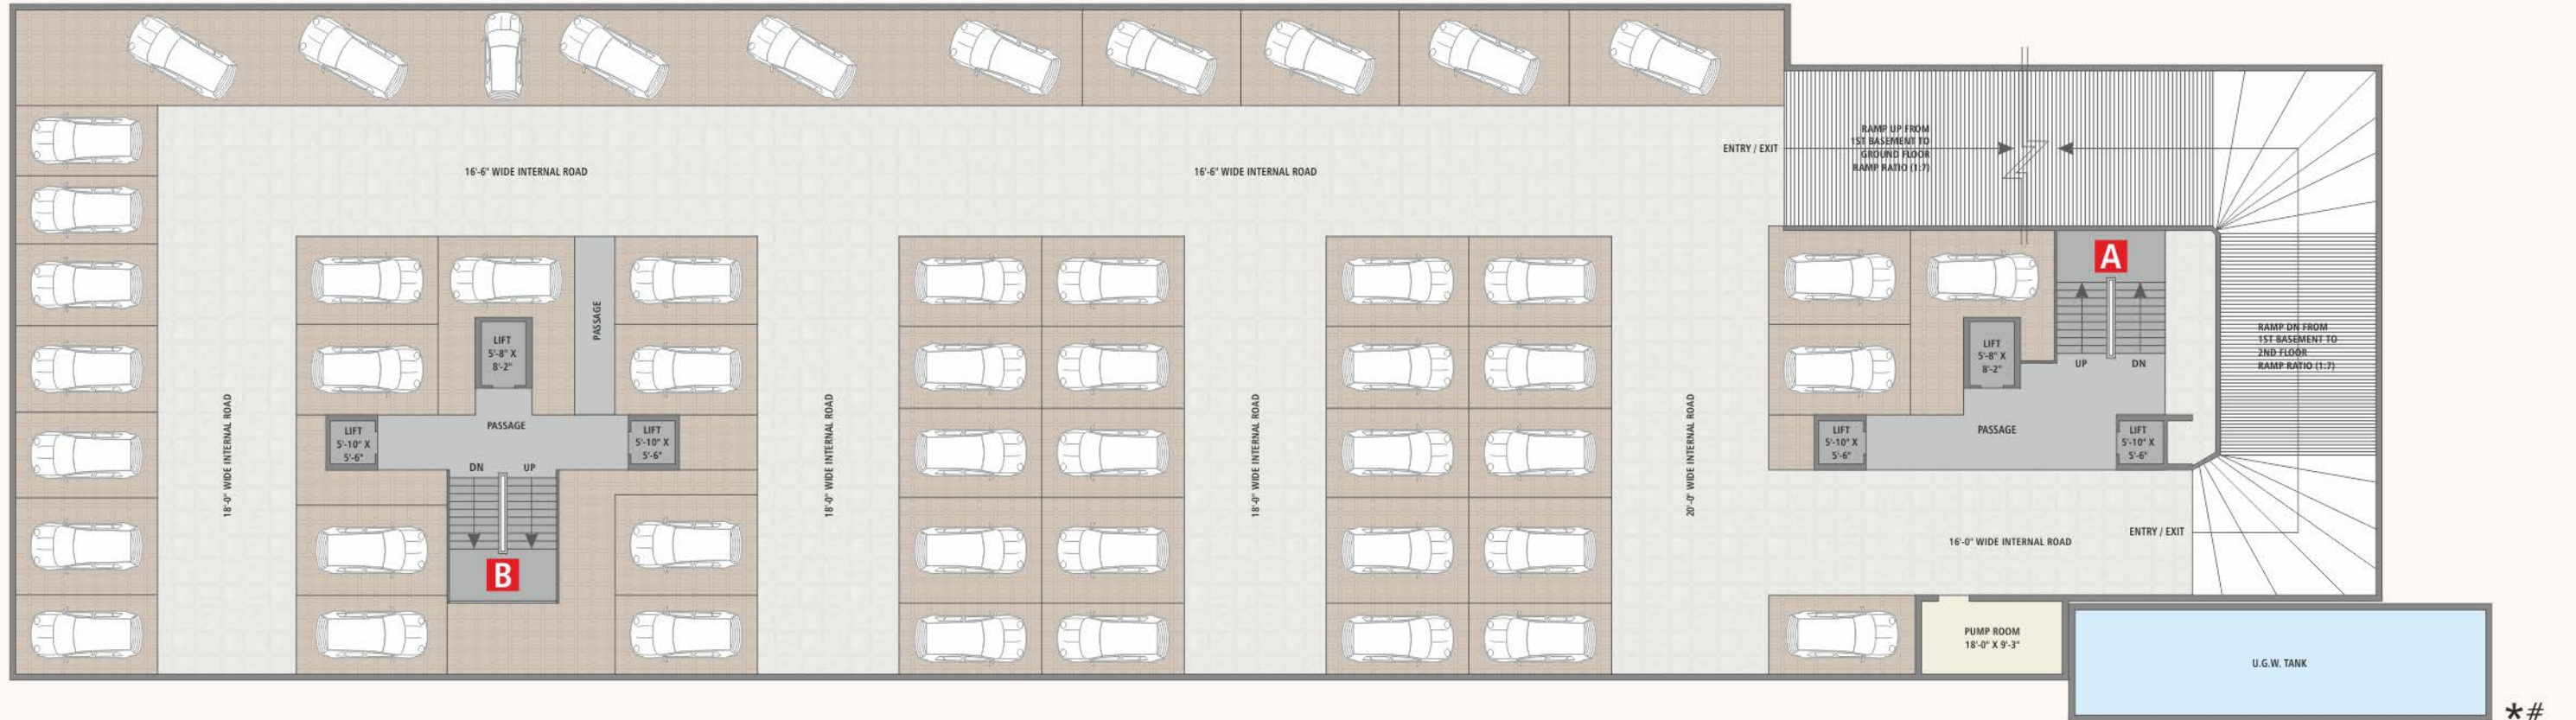 RAMP UP FROM
1ST BASEMENT TO
GROUND FLOOR
RAMP RATIO (1:7)
ENTRY / EXIT
16'-6" WIDE INTERNAL ROAD
16'-6" WIDE INTERNAL ROAD
A
PASSAGE
LIFT
5'-8" X
8'-2"
LIFT
5'-8" X
8'-2"
UP
DN
RAMP DN FROM
1ST BASEMENT TO
2ND FLOOR
RAMP RATIO (1:7)
18'-0" WIDE INTERNAL ROAD
LIFT
5'-10" X
5'-6"
PASSAGE
LIFT
5'-10" X
5'-6"
18'-0" WIDE INTERNAL ROAD
18'-0" WIDE INTERNAL ROAD
20'-0" WIDE INTERNAL ROAD
LIFT
5'-10" X
5'-6"
PASSAGE
LIFT
5'-10" X
5'-6"
DN
UP
B
16'-0" WIDE INTERNAL ROAD
ENTRY / EXIT
PUMP ROOM
18'-0" X 9'-3"
U.G.W. TANK
*#